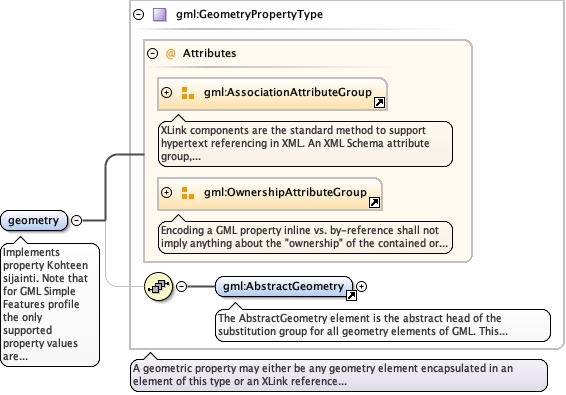 gml:GeometryPropertyType
@ Attributes
gml:AssociationAttributeGroup
XLink components are the standard method to support
hypertext referencing in XML. An XML Schema attribute
group,...
gml:OwnershipAttributeGroup
Encoding a GML property inline vs. by-reference shall not
imply anything about the "ownership" of the contained or...
geometry
Implements
property Kohteen
sijainti. Note that
for GML Simple
Features profile
the only
supported
property values
are...
gml:AbstractGeometry
The AbstractGeometry element is the abstract head of the
substitution group for all geometry elements of GML. This...
A geometric property may either be any geometry element encapsulated in an
element of this type or an XLink reference...